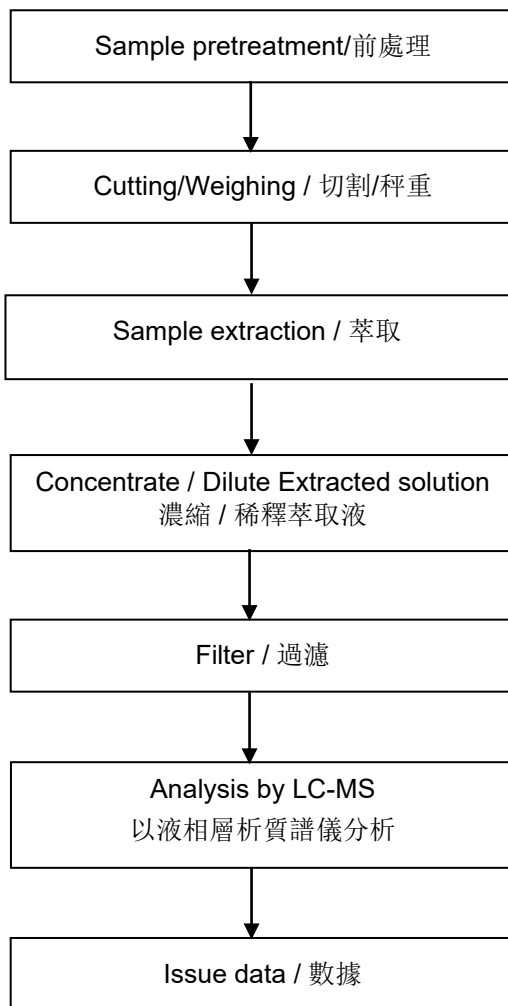 Sample pretreatment/前處理
Cutting/Weighing / 切割/秤重
Sample extraction / 萃取
Concentrate / Dilute Extracted solution
濃縮 / 稀釋萃取液
Filter / 過濾
Analysis by LC-MS
以液相層析質譜儀分析
Issue data / 數據